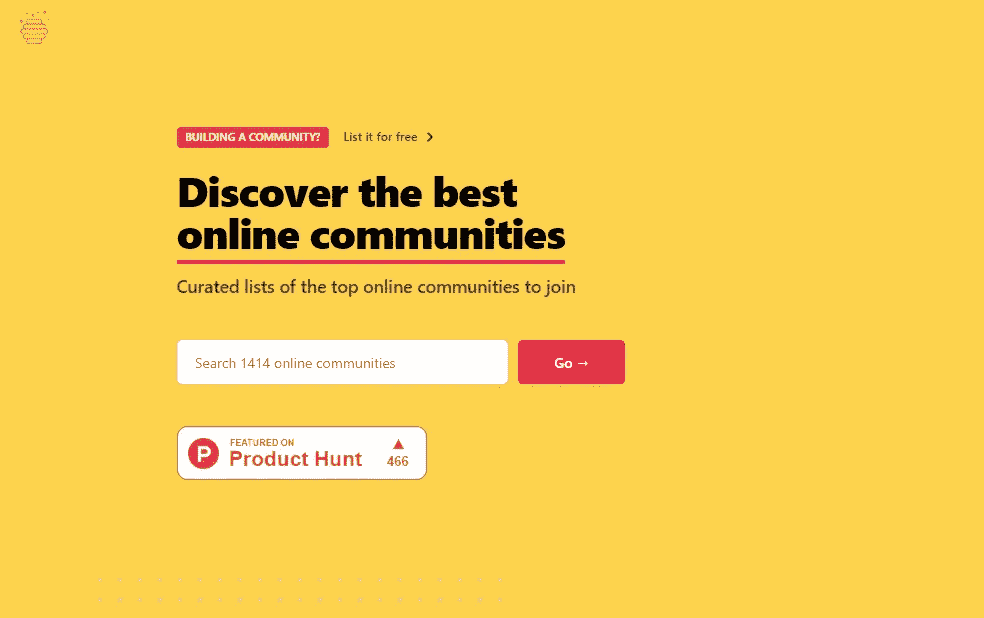 BUILDING A COMMUNITY? List it for free
Discover the best
online communities
Curated lists of the top online communities to join
Search 1414 online communities
Go →
P
FEATURED ON
Product Hunt
▲
466